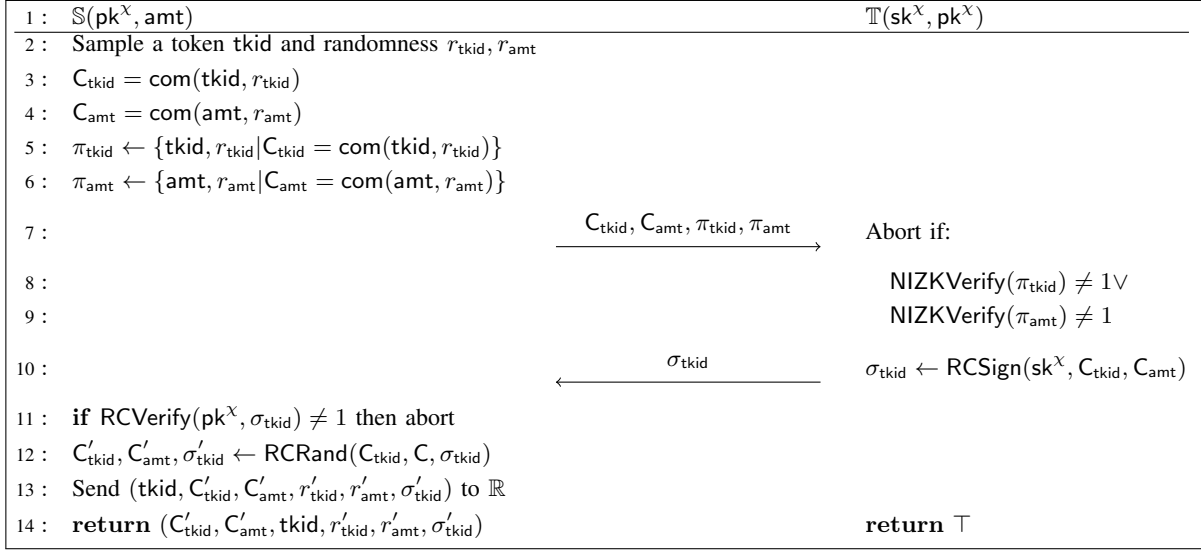 1 : 𝕊(pk^χ, amt) 𝕋(sk^χ, pk^χ)
2 : Sample a token tkid and randomness r_tkid, r_amt
3 : C_tkid = com(tkid, r_tkid)
4 : C_amt = com(amt, r_amt)
5 : π_tkid ← {tkid, r_tkid|C_tkid = com(tkid, r_tkid)}
6 : π_amt ← {amt, r_amt|C_amt = com(amt, r_amt)}
7 : C_tkid, C_amt, π_tkid, π_amt Abort if:
8 : NIZKVerify(π_tkid) ≠ 1∨
9 : NIZKVerify(π_amt) ≠ 1
10 : σ_tkid σ_tkid ← RCSign(sk^χ, C_tkid, C_amt)
11 : if RCVerify(pk^χ, σ_tkid) ≠ 1 then abort
12 : C′_tkid, C′_amt, σ′_tkid ← RCRand(C_tkid, C, σ_tkid)
13 : Send (tkid, C′_tkid, C′_amt, r′_tkid, r′_amt, σ′_tkid) to ℝ
14 : return (C′_tkid, C′_amt, tkid, r′_tkid, r′_amt, σ′_tkid) return ⊤